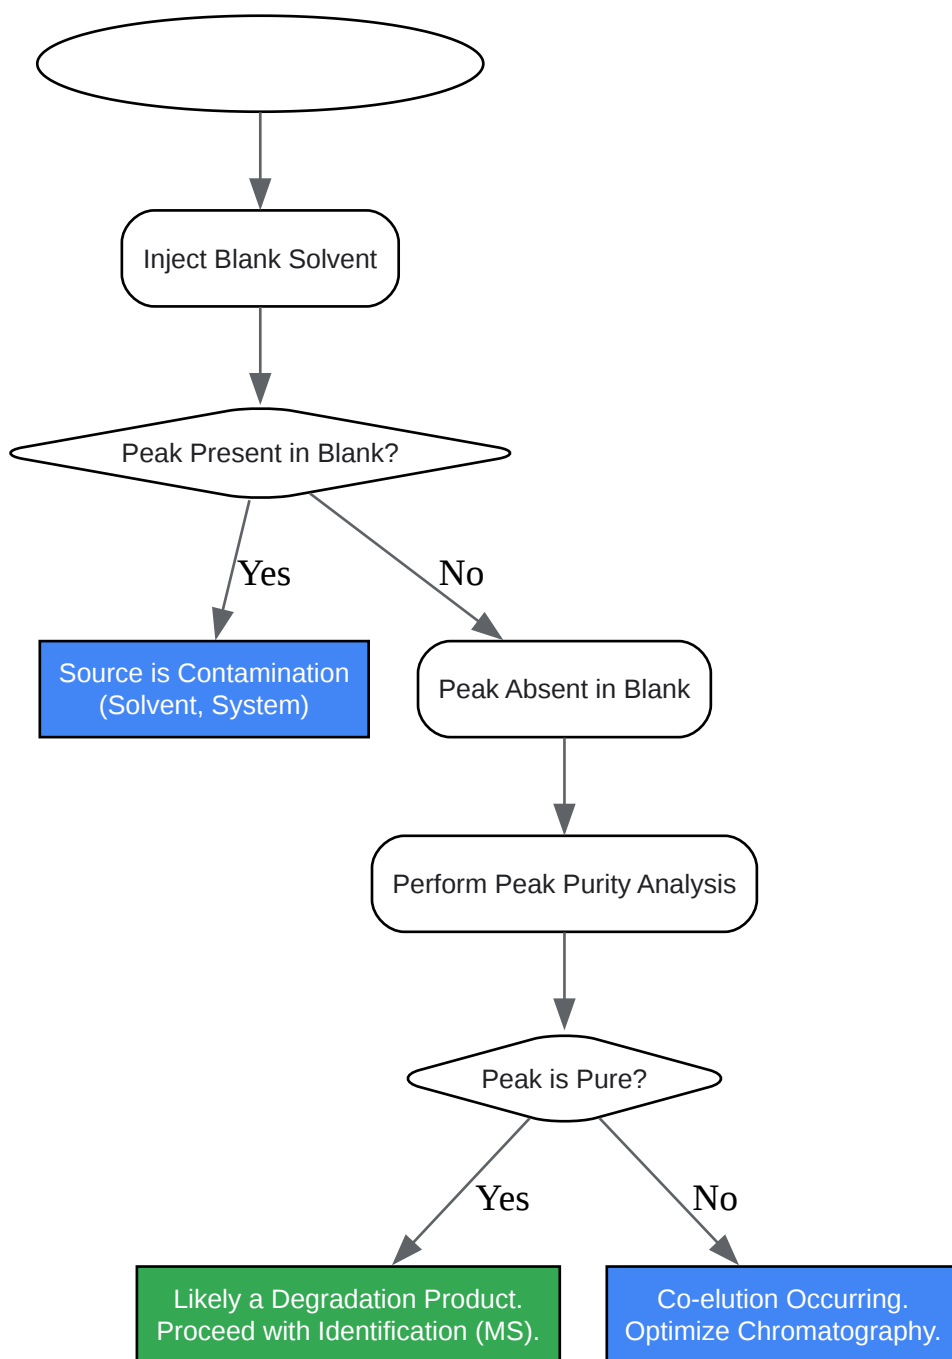 Inject Blank Solvent
Peak Present in Blank?
Yes
No
Source is Contamination
(Solvent, System)
Peak Absent in Blank
Perform Peak Purity Analysis
Peak is Pure?
Yes
No
Likely a Degradation Product.
Proceed with Identification (MS).
Co-elution Occurring.
Optimize Chromatography.